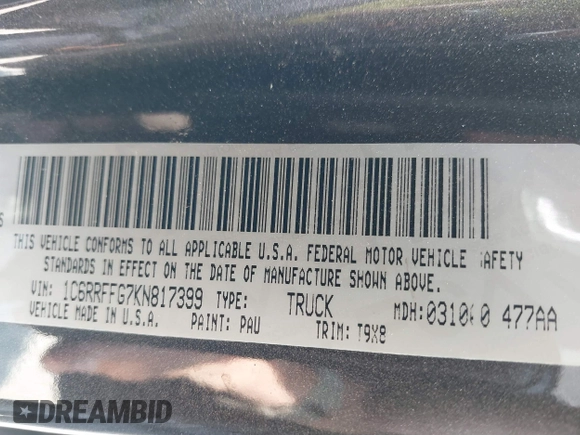 THIS VEHICLE CONFORMS TO ALL APPLICABLE U.S.A. FEDERAL MOTOR VEHICLE SAFETY
STANDARDS IN EFFECT ON THE DATE OF MANUFACTURE SHOWN ABOVE.
VIN: 1C6RRFFG7KN817399 TYPE: TRUCK MDH: 477AA
VEHICLE MADE IN U.S.A. PAINT: PAU TRIM: T9X8
DREAMBID